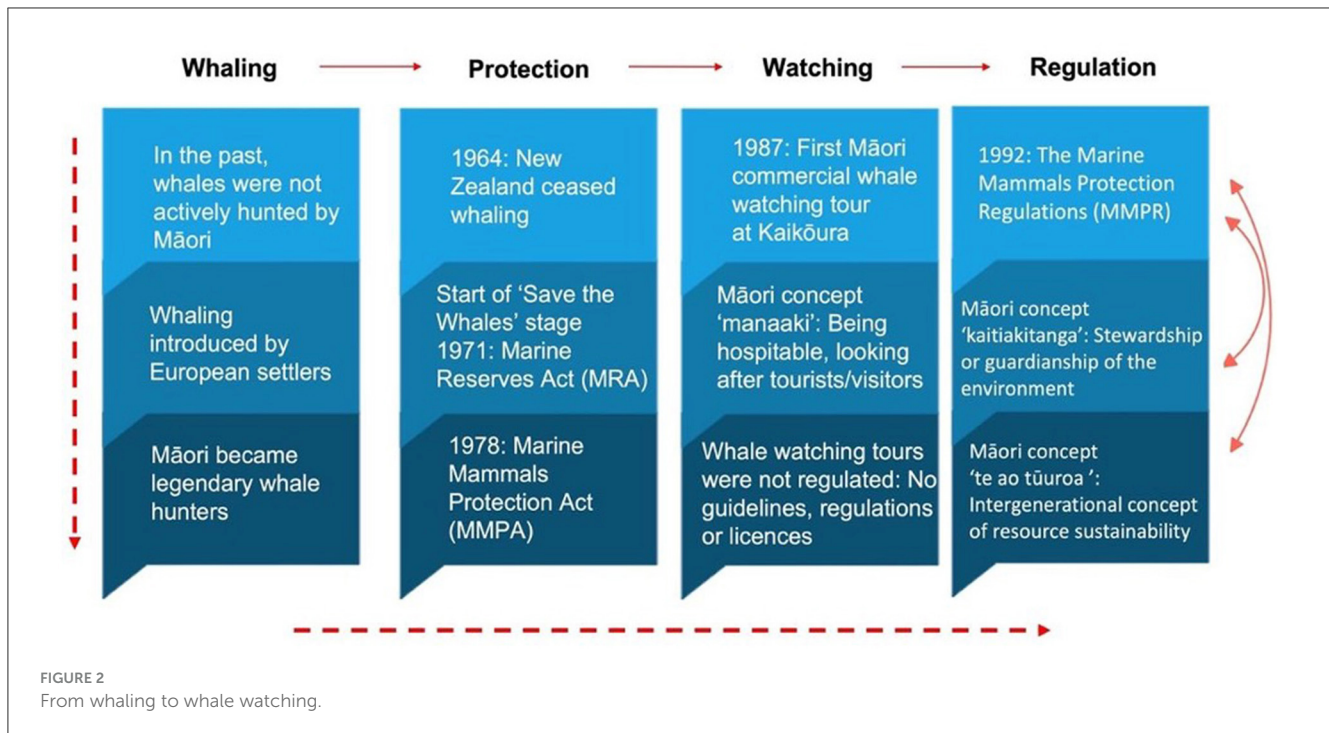 Whaling
Protection
Watching
Regulation
In the past,
whales were not
actively hunted by
Māori
Whaling
introduced by
European settlers
Māori became
legendary whale
hunters
1964: New
Zealand ceased
whaling
Start of ‘Save the
Whales’ stage
1971: Marine
Reserves Act (MRA)
1978: Marine
Mammals
Protection Act
(MMPA)
1987: First Māori
commercial whale
watching tour
at Kaikōura
Māori concept
‘manaaki’: Being
hospitable, looking
after tourists/visitors
Whale watching tours
were not regulated: No
guidelines, regulations
or licences
1992: The Marine
Mammals Protection
Regulations (MMPR)
Māori concept
‘kaitiakitanga’: Stewardship
or guardianship of the
environment
Māori concept
‘te ao tūuroa ’:
Intergenerational concept
of resource sustainability
FIGURE 2
From whaling to whale watching.